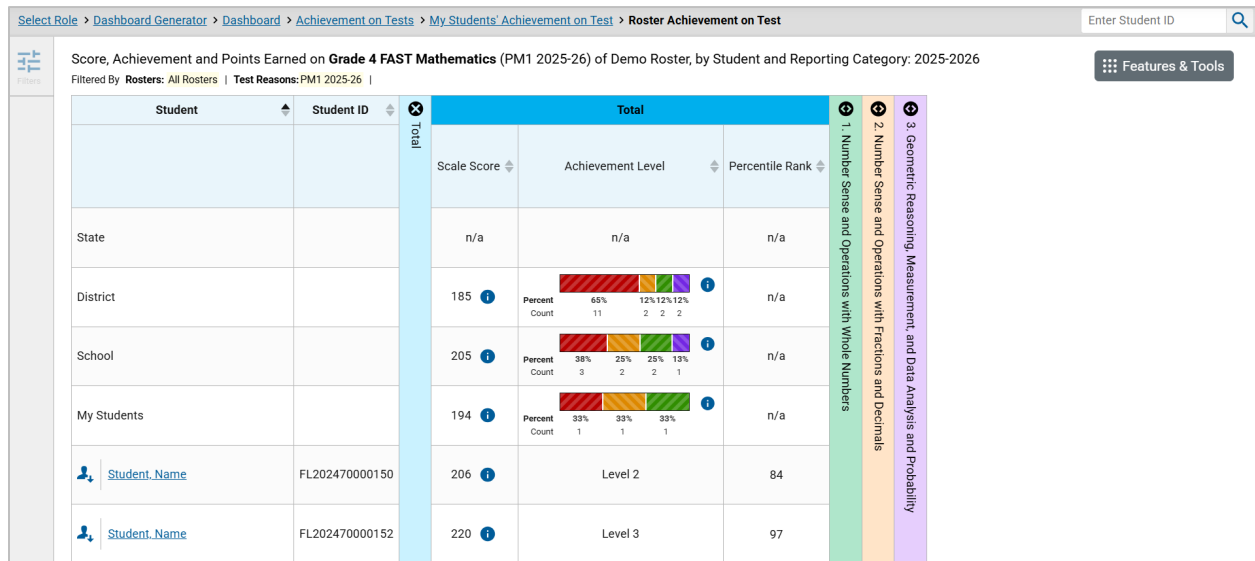 Select Role > Dashboard Generator > Dashboard > Achievement on Tests > My Students' Achievement on Test > Roster Achievement on Test
Enter Student ID
Filters
Score, Achievement and Points Earned on Grade 4 FAST Mathematics (PM1 2025-26) of Demo Roster, by Student and Reporting Category: 2025-2026
Features & Tools
Filtered By Rosters: All Rosters | Test Reasons: PM1 2025-26 |
Student Student ID Total
Total
Scale Score Achievement Level Percentile Rank
1. Number Sense and Operations with Whole Numbers
2. Number Sense and Operations with Fractions and Decimals
3. Geometric Reasoning, Measurement, and Data Analysis and Probability
State n/a n/a n/a
District 185 n/a
Percent 65% 12% 12% 12%
Count 11 2 2 2
School 205 n/a
Percent 38% 25% 25% 13%
Count 3 2 2 1
My Students 194 n/a
Percent 33% 33% 33%
Count 1 1 1
Student, Name FL202470000150 206 Level 2 84
Student, Name FL202470000152 220 Level 3 97